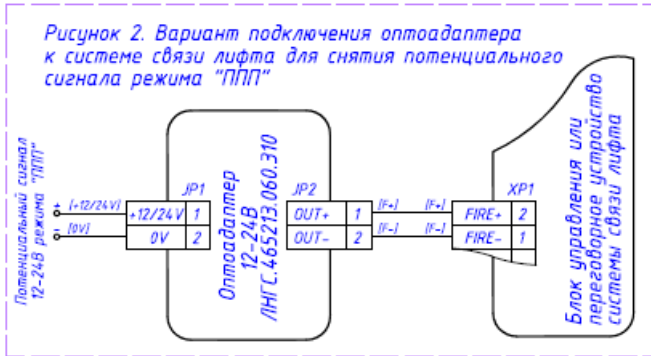 Рисунок 2. Вариант подключения оптоадаптера
к системе связи лифта для снятия потенциального
сигнала режима "ППП"
Потенциальный сигнал
12-24В режима "ППП"
+ [+12/24V]
- [0V]
JP1
+12/24V 1
0V 2
Оптоадаптер
12-24В
ЛНГС.465213.060.310
JP2
OUT+ 1
OUT- 2
[F+] [F+]
[F-] [F-]
XP1
FIRE+ 2
FIRE- 1
Блок управления или
переговорное устройство
системы связи лифта